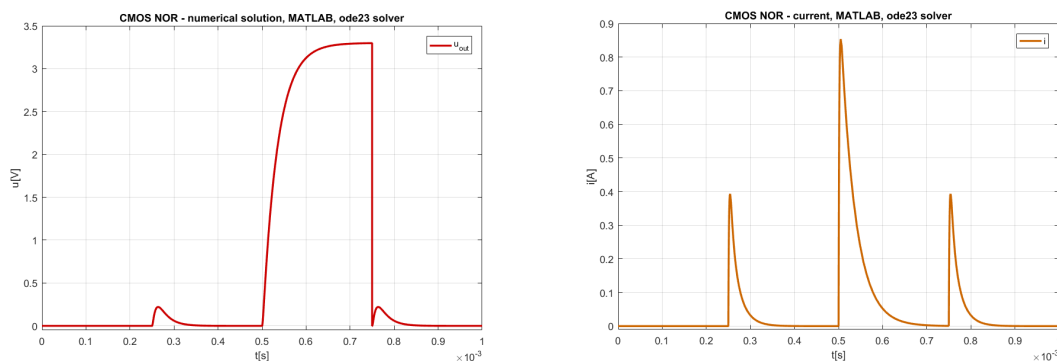 CMOS NOR - numerical solution, MATLAB, ode23 solver
u_out
3.5
3
2.5
2
1.5
1
0.5
0
u[V]
0 0.1 0.2 0.3 0.4 0.5 0.6 0.7 0.8 0.9 1
t[s]
×10^-3
CMOS NOR - current, MATLAB, ode23 solver
i
0.9
0.8
0.7
0.6
0.5
0.4
0.3
0.2
0.1
0
i[A]
0 0.1 0.2 0.3 0.4 0.5 0.6 0.7 0.8 0.9 1
t[s]
×10^-3